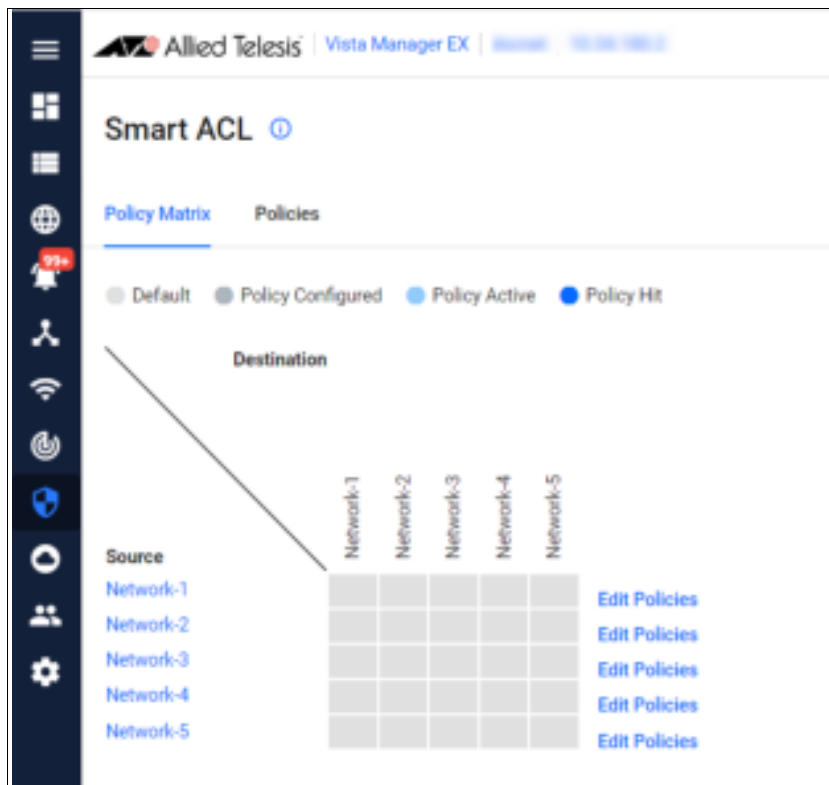 Allied Telesis Vista Manager EX
Smart ACL
Policy Matrix Policies
99+
Default Policy Configured Policy Active Policy Hit
Destination
Network-1 Network-2 Network-3 Network-4 Network-5
Source
Network-1 Edit Policies
Network-2 Edit Policies
Network-3 Edit Policies
Network-4 Edit Policies
Network-5 Edit Policies